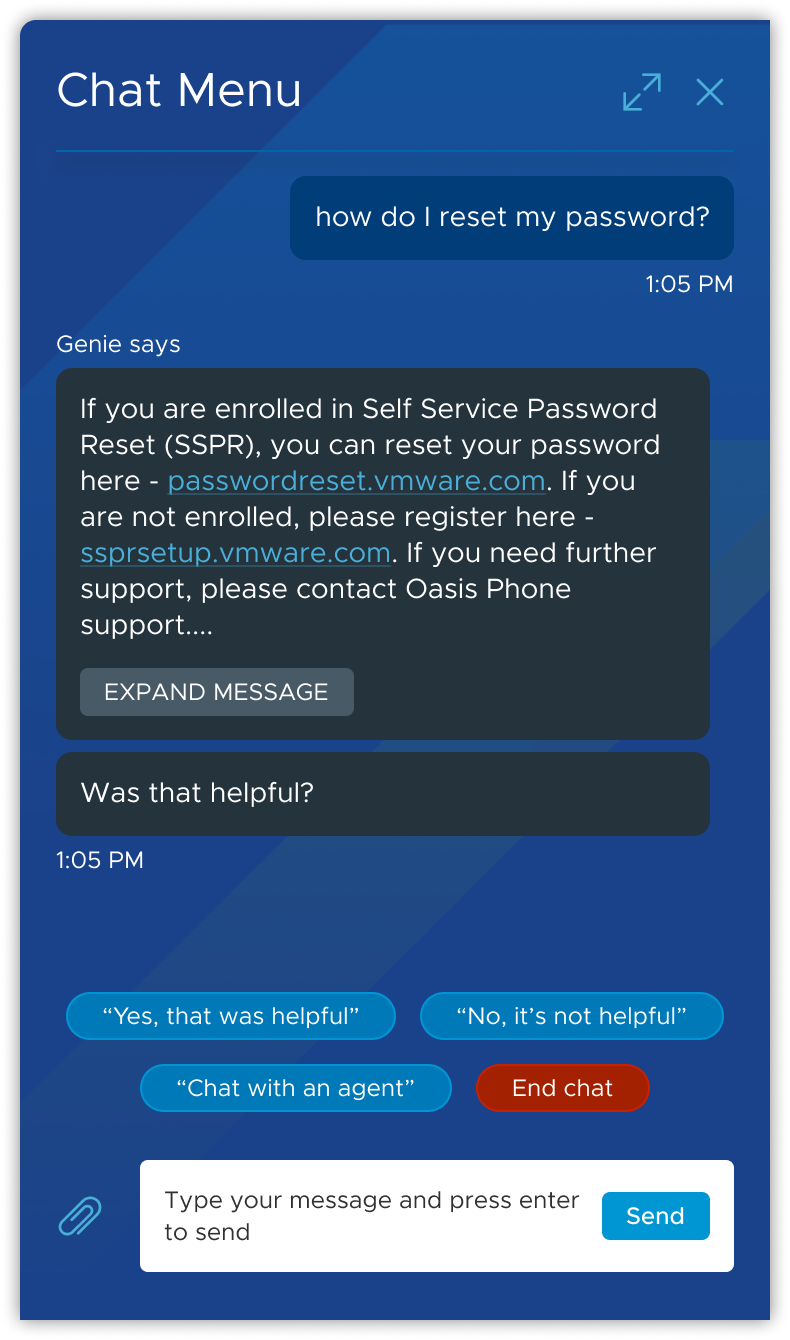 Chat Menu
how do I reset my password?
1:05 PM
Genie says
If you are enrolled in Self Service Password
Reset (SSPR), you can reset your password
here - passwordreset.vmware.com. If you
are not enrolled, please register here -
ssprsetup.vmware.com. If you need further
support, please contact Oasis Phone
support....
EXPAND MESSAGE
Was that helpful?
1:05 PM
“Yes, that was helpful”
“No, it’s not helpful”
“Chat with an agent”
End chat
Type your message and press enter
to send
Send